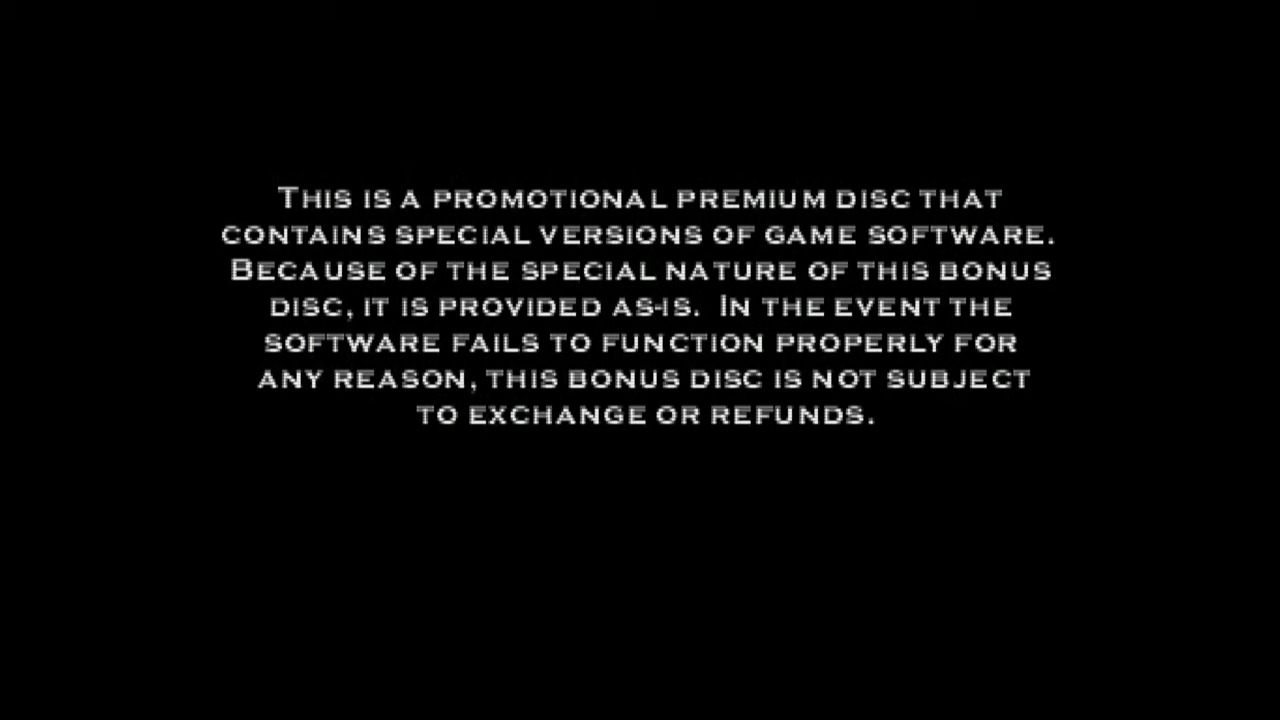 This is a promotional premium disc that
contains special versions of game software.
Because of the special nature of this bonus
disc, it is provided as-is.  In the event the
software fails to function properly for
any reason, this bonus disc is not subject
to exchange or refunds.